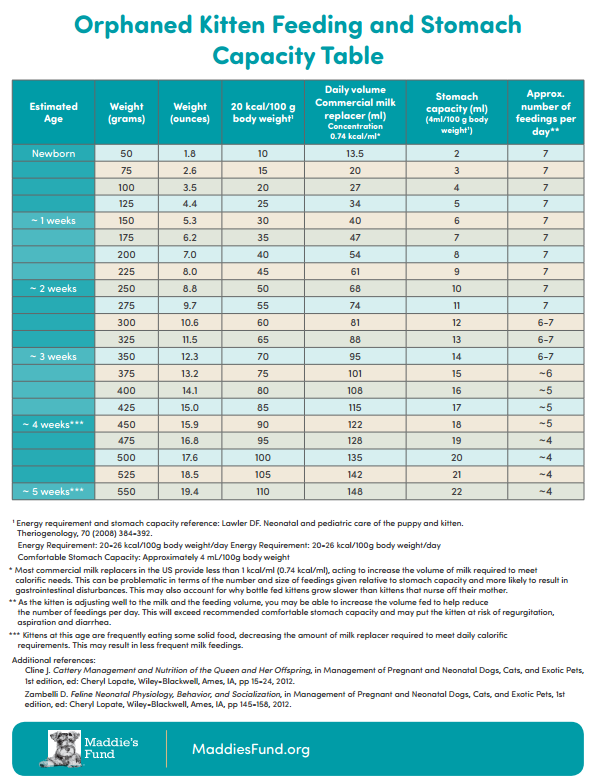 Orphaned Kitten Feeding and Stomach
Capacity Table
Estimated Age | Weight (grams) | Weight (ounces) | 20 kcal/100 g body weight¹ | Daily volume Commercial milk replacer (ml) Concentration 0.74 kcal/ml* | Stomach capacity (ml) (4ml/100 g body weight¹) | Approx. number of feedings per day**
Newborn 50 1.8 10 13.5 2 7
75 2.6 15 20 3 7
100 3.5 20 27 4 7
125 4.4 25 34 5 7
~ 1 weeks 150 5.3 30 40 6 7
175 6.2 35 47 7 7
200 7.0 40 54 8 7
225 8.0 45 61 9 7
~ 2 weeks 250 8.8 50 68 10 7
275 9.7 55 74 11 7
300 10.6 60 81 12 6-7
325 11.5 65 88 13 6-7
~ 3 weeks 350 12.3 70 95 14 6-7
375 13.2 75 101 15 ~6
400 14.1 80 108 16 ~5
425 15.0 85 115 17 ~5
~ 4 weeks*** 450 15.9 90 122 18 ~5
475 16.8 95 128 19 ~4
500 17.6 100 135 20 ~4
525 18.5 105 142 21 ~4
~ 5 weeks*** 550 19.4 110 148 22 ~4
¹ Energy requirement and stomach capacity reference: Lawler DF. Neonatal and pediatric care of the puppy and kitten.
Theriogenology, 70 (2008) 384-392.
Energy Requirement: 20-26 kcal/100g body weight/day Energy Requirement: 20-26 kcal/100g body weight/day
Comfortable Stomach Capacity: Approximately 4 mL/100g body weight
* Most commercial milk replacers in the US provide less than 1 kcal/ml (0.74 kcal/ml), acting to increase the volume of milk required to meet
calorific needs. This can be problematic in terms of the number and size of feedings given relative to stomach capacity and more likely to result in
gastrointestinal disturbances. This may also account for why bottle fed kittens grow slower than kittens that nurse off their mother.
** As the kitten is adjusting well to the milk and the feeding volume, you may be able to increase the volume fed to help reduce
the number of feedings per day. This will exceed recommended comfortable stomach capacity and may put the kitten at risk of regurgitation,
aspiration and diarrhea.
*** Kittens at this age are frequently eating some solid food, decreasing the amount of milk replacer required to meet daily calorific
requirements. This may result in less frequent milk feedings.
Additional references:
Cline J. Cattery Management and Nutrition of the Queen and Her Offspring, in Management of Pregnant and Neonatal Dogs, Cats, and Exotic Pets,
1st edition, ed: Cheryl Lopate, Wiley-Blackwell, Ames, IA, pp 15-24, 2012.
Zambelli D. Feline Neonatal Physiology, Behavior, and Socialization, in Management of Pregnant and Neonatal Dogs, Cats, and Exotic Pets, 1st
edition, ed: Cheryl Lopate, Wiley-Blackwell, Ames, IA, pp 145-158, 2012.
Maddie's
Fund
MaddiesFund.org